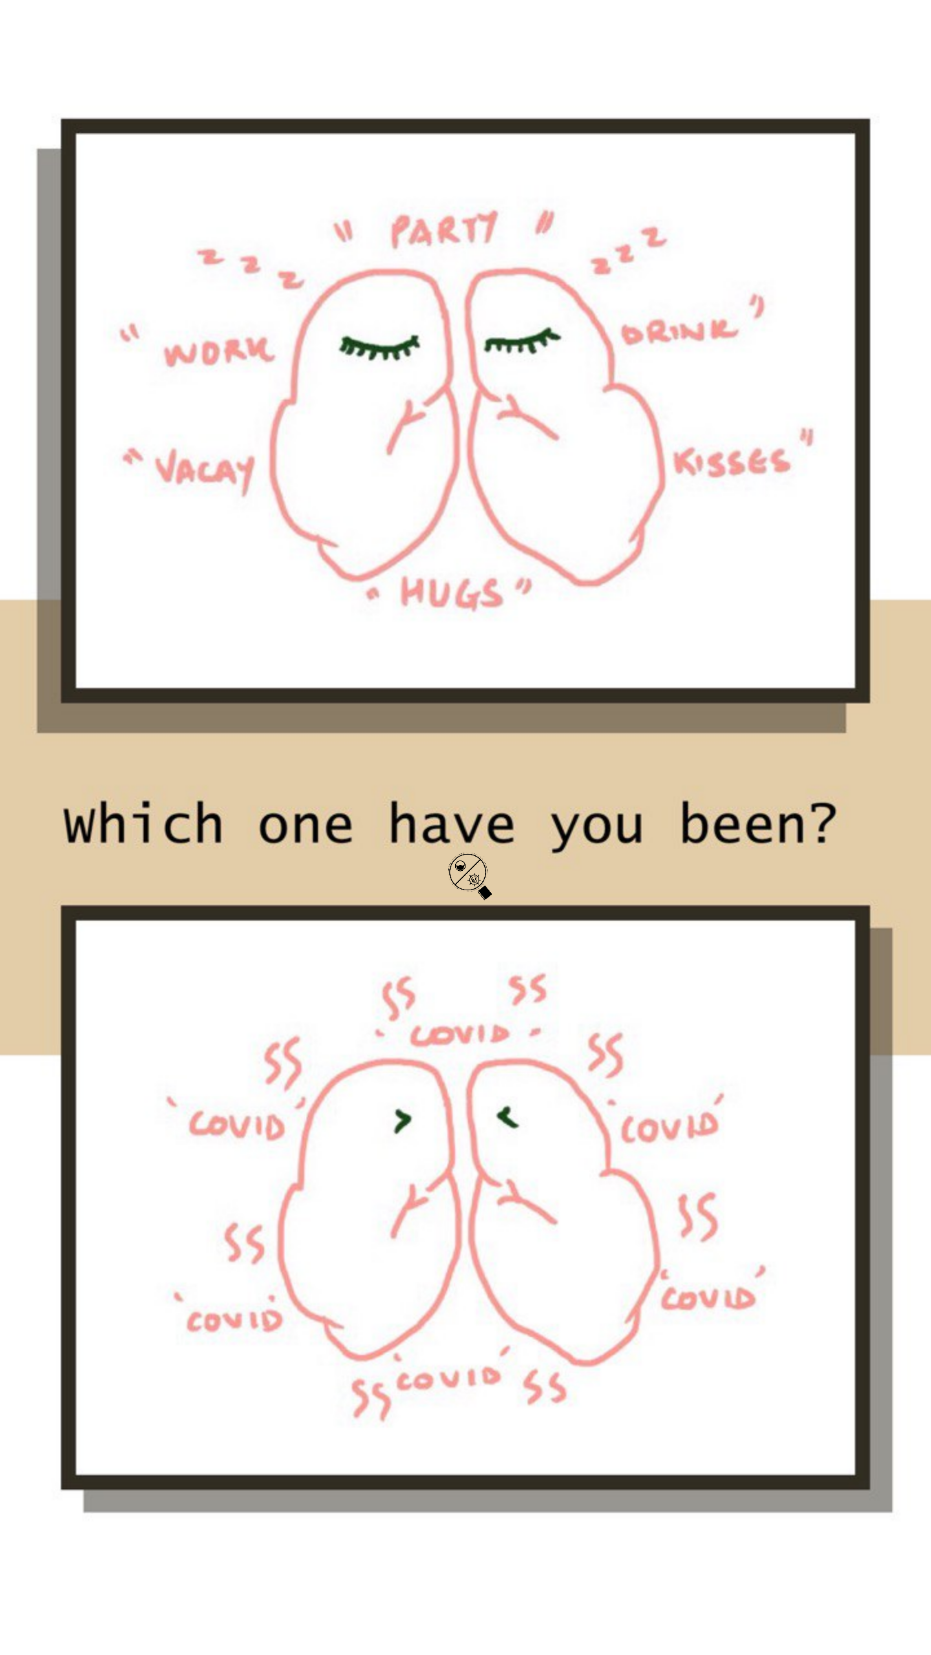 " PARTY "
z z z
z z z
" WORK
DRINK "
" VACAY
KISSES "
" HUGS "
Which one have you been?
SS
SS
' COVID '
SS
SS
'COVID'
'COVID'
SS
SS
'COVID'
'COVID'
SS 'COVID' SS